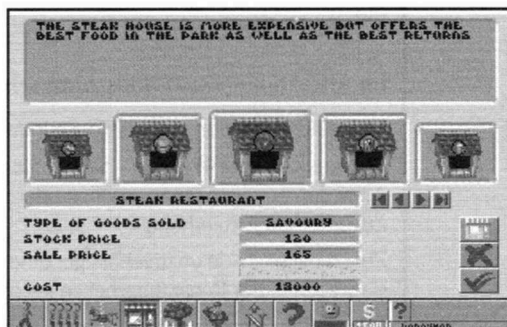 THE STEAK HOUSE IS MORE EXPENSIVE BUT OFFERS THE
BEST FOOD IN THE PARK AS WELL AS THE BEST RETURNS
STEAK RESTAURANT
TYPE OF GOODS SOLD SAVOURY
STOCK PRICE 120
SALE PRICE 165
COST 12000
S ?